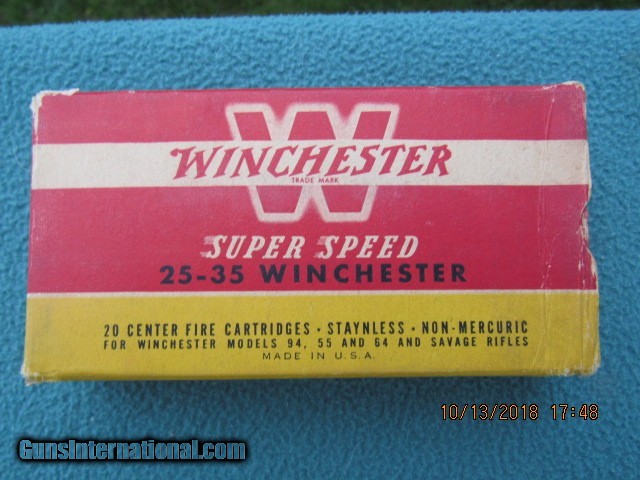 W
WINCHESTER
TRADE MARK
SUPER SPEED
25-35 WINCHESTER
20 CENTER FIRE CARTRIDGES · STAYNLESS · NON-MERCURIC
FOR WINCHESTER MODELS 94, 55 AND 64 AND SAVAGE RIFLES
MADE IN U.S.A.
10/13/2018 17:48
GunsInternational.com